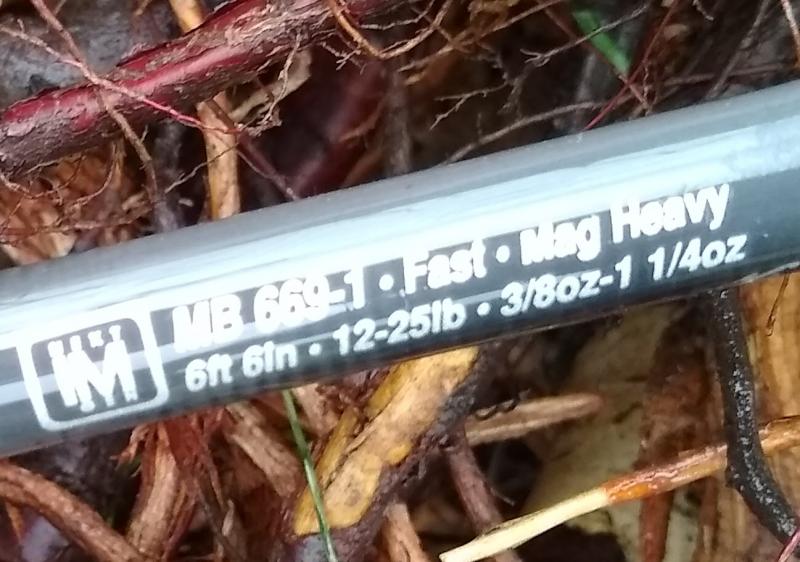 MB 669-1 • Fast • Mag Heavy
6ft 6in • 12-25lb • 3/8oz-1 1/4oz